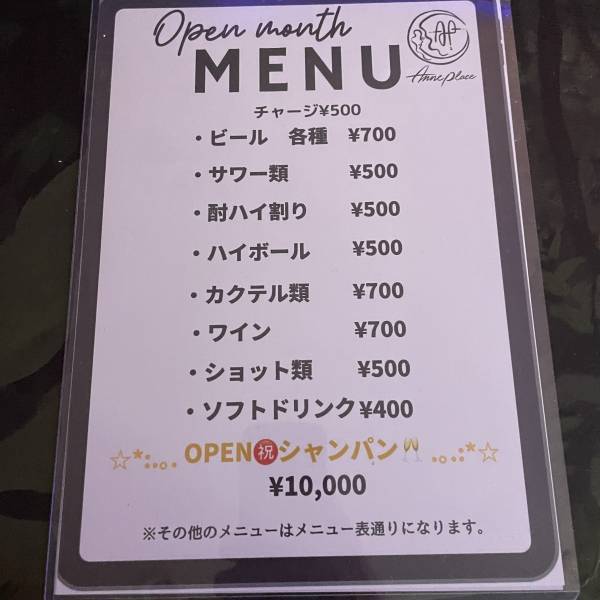 Open month
MENU
AP
Anne place
チャージ¥500
・ビール 各種 ¥700
・サワー類 ¥500
・酎ハイ割り ¥500
・ハイボール ¥500
・カクテル類 ¥700
・ワイン ¥700
・ショット類 ¥500
・ソフトドリンク ¥400
☆*:.｡. OPEN㊗シャンパン🥂 .｡.:*☆
¥10,000
※その他のメニューはメニュー表通りになります。